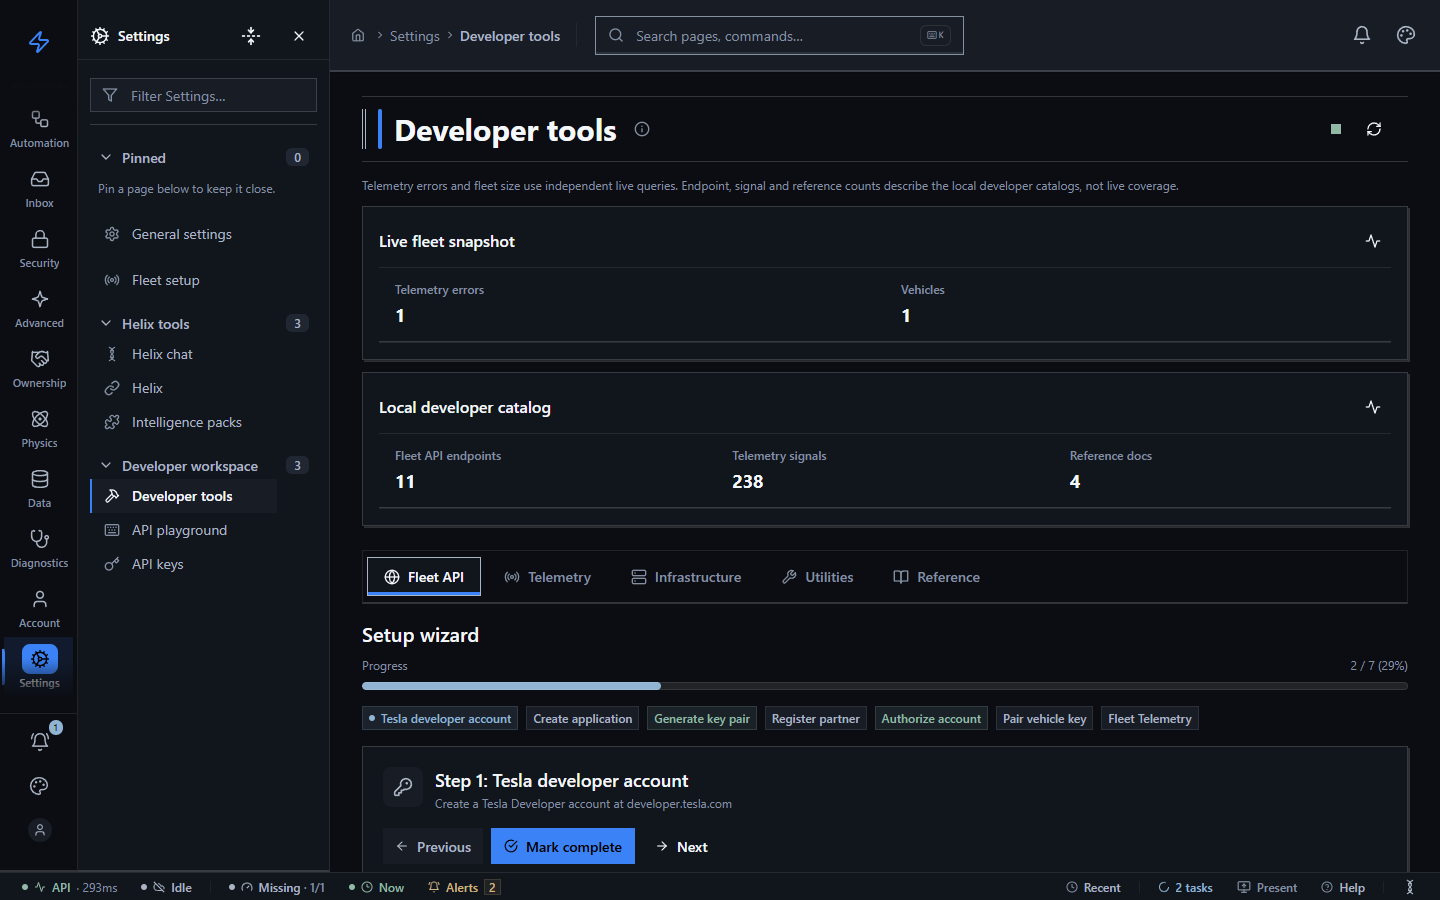 Settings
Filter Settings...
Automation
Inbox
Security
Advanced
Ownership
Physics
Data
Diagnostics
Account
Settings
1
Pinned 0
Pin a page below to keep it close.
General settings
Fleet setup
Helix tools 3
Helix chat
Helix
Intelligence packs
Developer workspace 3
Developer tools
API playground
API keys
Settings > Developer tools
Search pages, commands... K
Developer tools
Telemetry errors and fleet size use independent live queries. Endpoint, signal and reference counts describe the local developer catalogs, not live coverage.
Live fleet snapshot
Telemetry errors Vehicles
1 1
Local developer catalog
Fleet API endpoints Telemetry signals Reference docs
11 238 4
Fleet API Telemetry Infrastructure Utilities Reference
Setup wizard
Progress 2 / 7 (29%)
Tesla developer account Create application Generate key pair Register partner Authorize account Pair vehicle key Fleet Telemetry
Step 1: Tesla developer account
Create a Tesla Developer account at developer.tesla.com
Previous Mark complete Next
API · 293ms Idle Missing · 1/1 Now Alerts 2 Recent 2 tasks Present Help